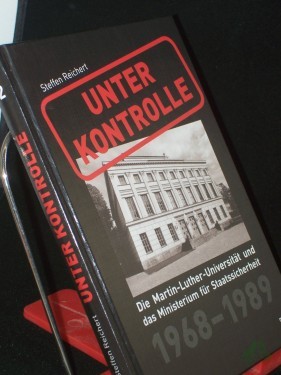 Steffen Reichert
UNTER
KONTROLLE
Die Martin-Luther-Universität und
das Ministerium für Staatssicherheit
1968–1989
UNTER KONTROLLE
Steffen Reichert
2